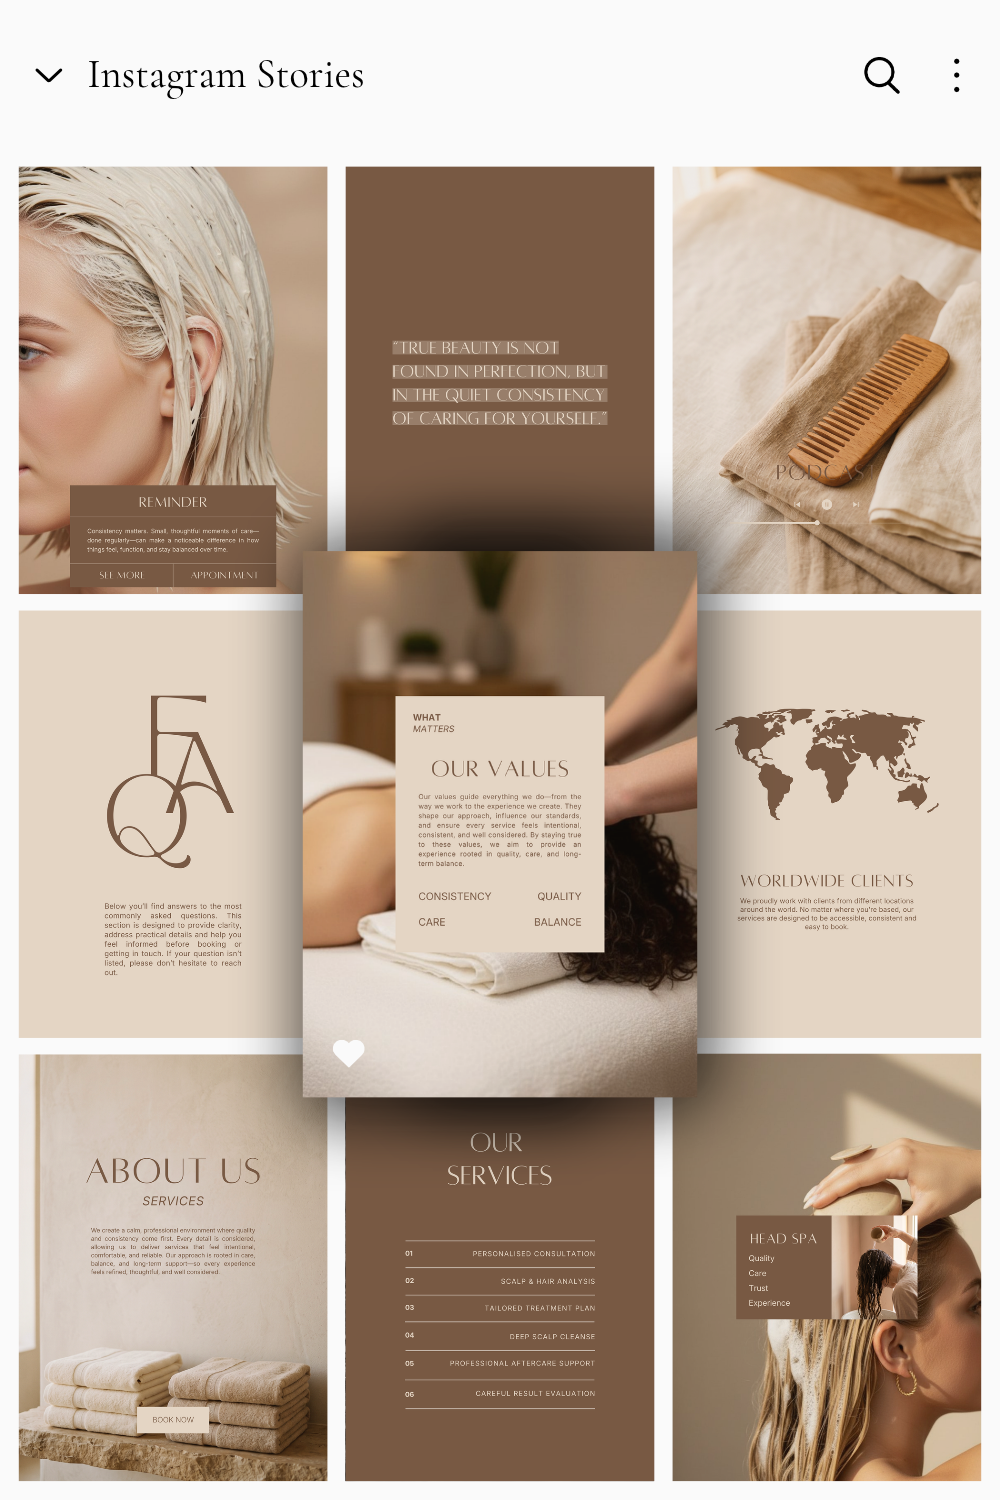 Instagram Stories
REMINDER
Consistency matters. Small, thoughtful moments of care—
done regularly—can make a noticeable difference in how
things feel, function, and stay balanced over time.
SEE MORE
APPOINTMENT
“TRUE BEAUTY IS NOT
FOUND IN PERFECTION, BUT
IN THE QUIET CONSISTENCY
OF CARING FOR YOURSELF.”
PODCAST
FAQ
Below you'll find answers to the most
commonly asked questions. This
section is designed to provide clarity,
address practical details and help you
feel informed before booking or
getting in touch. If your question isn't
listed, please don't hesitate to reach
out.
WHAT
MATTERS
OUR VALUES
Our values guide everything we do—from the
way we work to the experience we create. They
shape our approach, influence our standards,
and ensure every service feels intentional,
consistent, and well considered. By staying true
to these values, we aim to provide an
experience rooted in quality, care, and long-
term balance.
CONSISTENCY QUALITY
CARE BALANCE
WORLDWIDE CLIENTS
We proudly work with clients from different locations
around the world. No matter where you're based, our
services are designed to be accessible, consistent and
easy to book.
ABOUT US
SERVICES
We create a calm, professional environment where quality
and consistency come first. Every detail is considered,
allowing us to deliver services that feel intentional,
comfortable, and reliable. Our approach is rooted in care,
balance, and long-term support—so every experience
feels refined, thoughtful, and well considered.
BOOK NOW
OUR
SERVICES
01 PERSONALISED CONSULTATION
02 SCALP & HAIR ANALYSIS
03 TAILORED TREATMENT PLAN
04 DEEP SCALP CLEANSE
05 PROFESSIONAL AFTERCARE SUPPORT
06 CAREFUL RESULT EVALUATION
HEAD SPA
Quality
Care
Trust
Experience